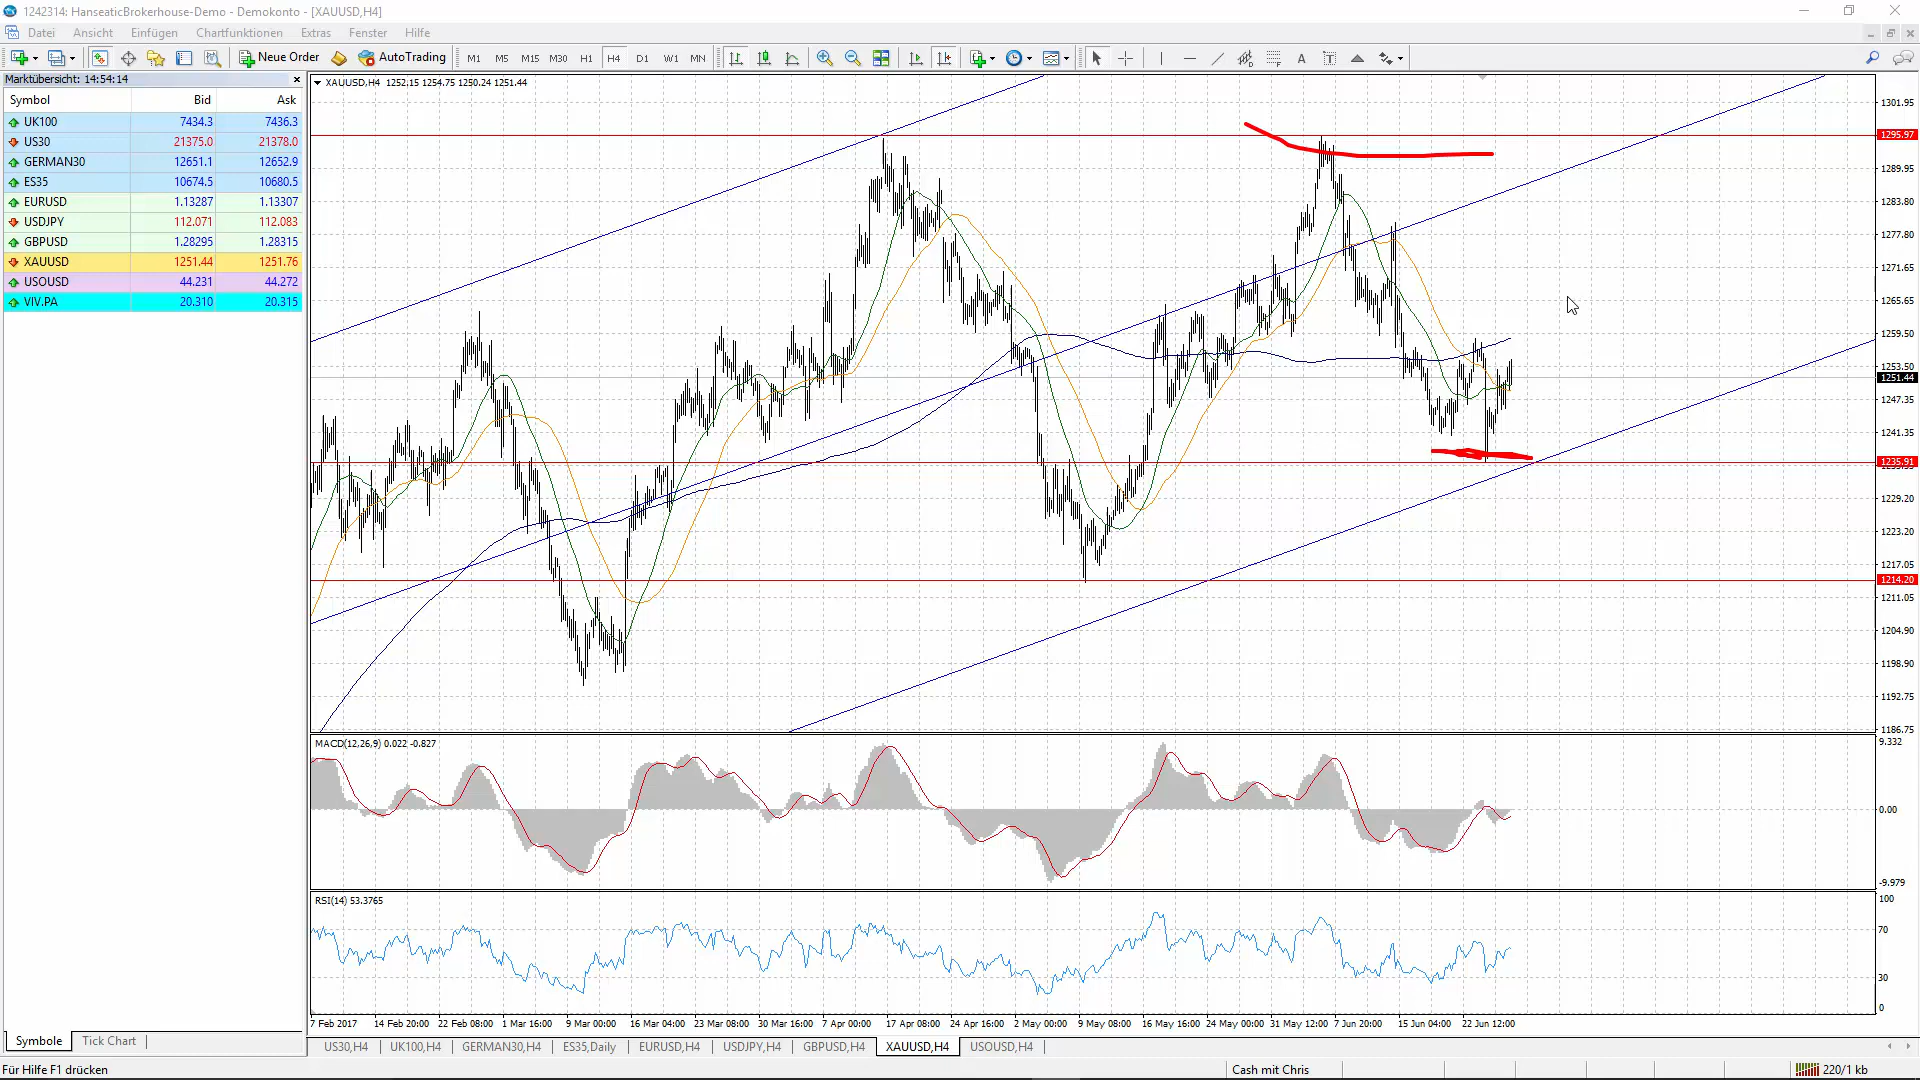 1242314: HanseaticBrokerhouse-Demo - Demokonto - [XAUUSD,H4]
Datei Ansicht Einfügen Chartfunktionen Extras Fenster Hilfe
Neue Order AutoTrading M1 M5 M15 M30 H1 H4 D1 W1 MN A T
Marktübersicht: 14:54:14
Symbol Bid Ask
UK100 7434.3 7436.3
US30 21375.0 21378.0
GERMAN30 12651.1 12652.9
ES35 10674.5 10680.5
EURUSD 1.13287 1.13307
USDJPY 112.071 112.083
GBPUSD 1.28295 1.28315
XAUUSD 1251.44 1251.76
USOUSD 44.231 44.272
VIV.PA 20.310 20.315
Symbole Tick Chart
XAUUSD,H4 1252.15 1254.75 1250.24 1251.44
1301.95
1295.97
1289.95
1283.80
1277.80
1271.65
1265.65
1259.50
1253.50
1251.44
1247.35
1241.35
1235.91
1229.20
1223.20
1217.05
1214.20
1211.05
1204.90
1198.90
1192.75
1186.75
MACD(12,26,9) 0.022 -0.827
9.332
0.00
-9.979
RSI(14) 53.3765
100
70
30
0
7 Feb 2017 14 Feb 20:00 22 Feb 08:00 1 Mar 16:00 9 Mar 00:00 16 Mar 04:00 23 Mar 08:00 30 Mar 16:00 7 Apr 00:00 17 Apr 08:00 24 Apr 16:00 2 May 00:00 9 May 08:00 16 May 16:00 24 May 00:00 31 May 12:00 7 Jun 20:00 15 Jun 04:00 22 Jun 12:00
US30,H4 UK100,H4 GERMAN30,H4 ES35,Daily EURUSD,H4 USDJPY,H4 GBPUSD,H4 XAUUSD,H4 USOUSD,H4
Für Hilfe F1 drücken Cash mit Chris 220/1 kb